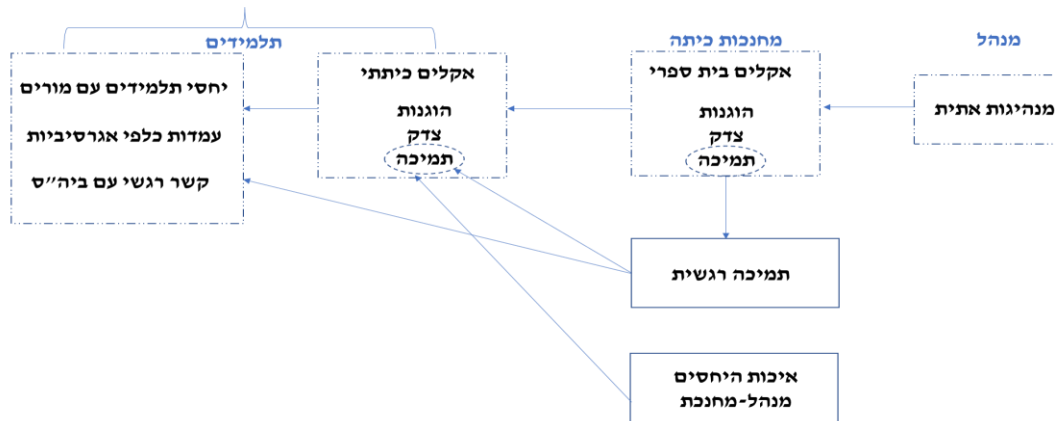 מנהל
מנהיגות אתית
מחנכות כיתה
אקלים בית ספרי
הוגנות
צדק
תמיכה
תלמידים
אקלים כיתתי
הוגנות
צדק
תמיכה
יחסי תלמידים עם מורים
עמדות כלפי אגרסיביות
קשר רגשי עם ביה״ס
תמיכה רגשית
איכות היחסים
מנהל-מחנכת